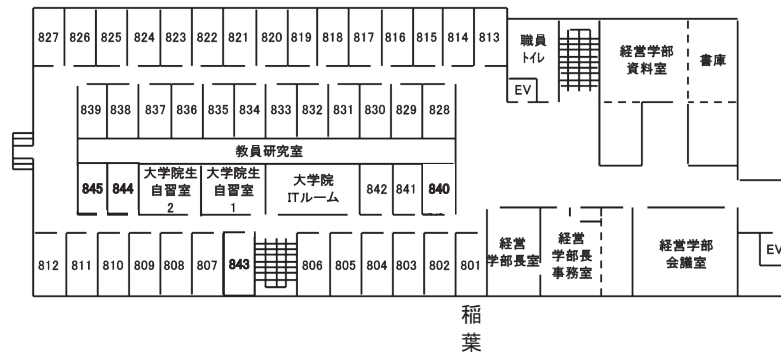 827 826 825 824 823 822 821 820 819 818 817 816 815 814 813
職員
トイレ
EV
経営学部
資料室
書庫
839 838 837 836 835 834 833 832 831 830 829 828
教員研究室
845 844
大学院生
自習室
2
大学院生
自習室
1
大学院
ITルーム
842 841 840
812 811 810 809 808 807 843 806 805 804 803 802 801
経営
学部長室
経営
学部長
事務室
経営学部
会議室
EV
稲
葉